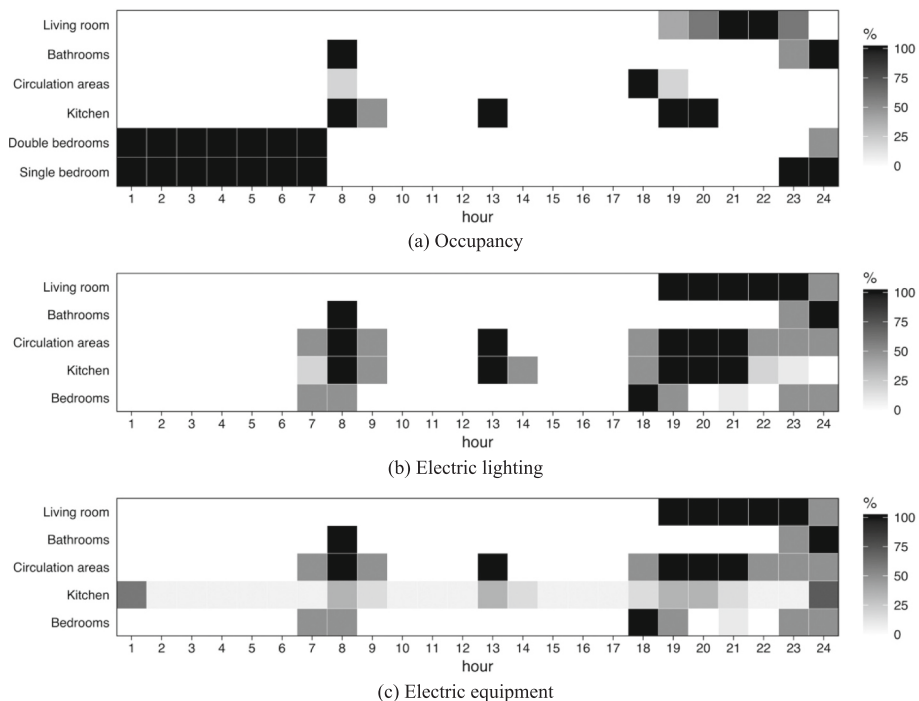 Living room
Bathrooms
Circulation areas
Kitchen
Double bedrooms
Single bedroom
1 2 3 4 5 6 7 8 9 10 11 12 13 14 15 16 17 18 19 20 21 22 23 24
hour
%
100
75
50
25
0
(a) Occupancy
Living room
Bathrooms
Circulation areas
Kitchen
Bedrooms
1 2 3 4 5 6 7 8 9 10 11 12 13 14 15 16 17 18 19 20 21 22 23 24
hour
%
100
75
50
25
0
(b) Electric lighting
Living room
Bathrooms
Circulation areas
Kitchen
Bedrooms
1 2 3 4 5 6 7 8 9 10 11 12 13 14 15 16 17 18 19 20 21 22 23 24
hour
%
100
75
50
25
0
(c) Electric equipment